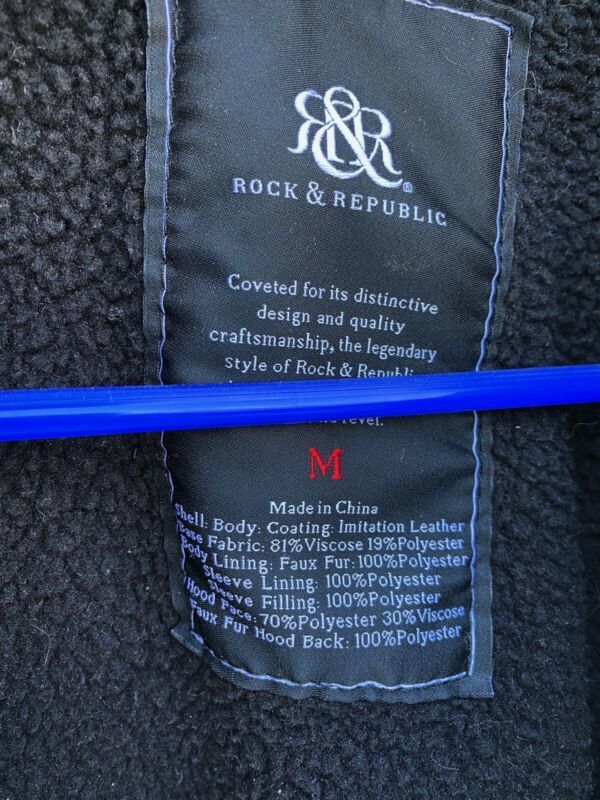 R&R®
ROCK & REPUBLIC
Coveted for its distinctive
design and quality
craftsmanship, the legendary
style of Rock & Republi
level.
M
Made in China
Shell: Body: Coating: Imitation Leather
Base Fabric: 81%Viscose 19%Polyester
Body Lining: Faux Fur: 100%Polyester
Sleeve Lining: 100%Polyester
Sleeve Filling: 100%Polyester
Hood Face: 70%Polyester 30%Viscose
Faux Fur Hood Back: 100%Polyester